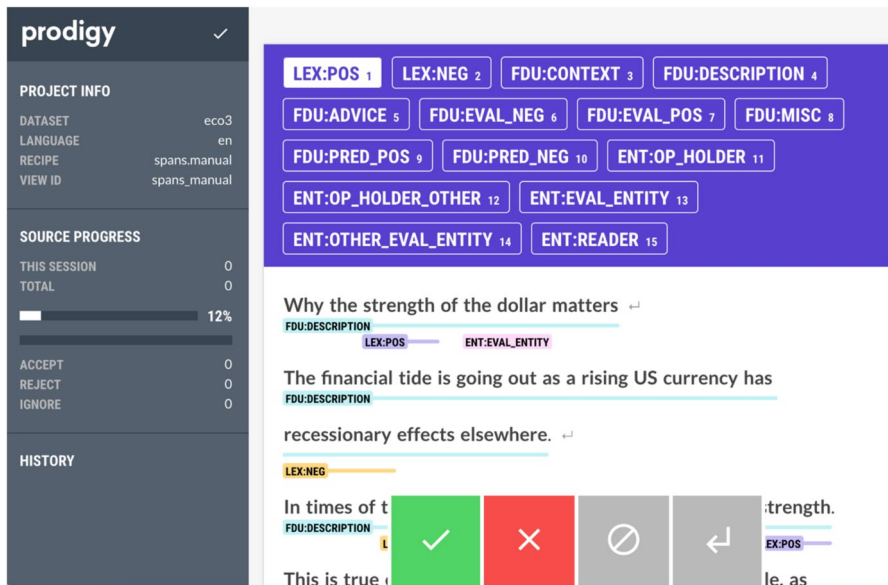 prodigy
PROJECT INFO
DATASET eco3
LANGUAGE en
RECIPE spans.manual
VIEW ID spans_manual
SOURCE PROGRESS
THIS SESSION 0
TOTAL 0
12%
ACCEPT 0
REJECT 0
IGNORE 0
HISTORY
LEX:POS 1 LEX:NEG 2 FDU:CONTEXT 3 FDU:DESCRIPTION 4
FDU:ADVICE 5 FDU:EVAL_NEG 6 FDU:EVAL_POS 7 FDU:MISC 8
FDU:PRED_POS 9 FDU:PRED_NEG 10 ENT:OP_HOLDER 11
ENT:OP_HOLDER_OTHER 12 ENT:EVAL_ENTITY 13
ENT:OTHER_EVAL_ENTITY 14 ENT:READER 15
Why the strength of the dollar matters ↵
FDU:DESCRIPTION
LEX:POS ENT:EVAL_ENTITY
The financial tide is going out as a rising US currency has
FDU:DESCRIPTION
recessionary effects elsewhere. ↵
LEX:NEG
In times of t trength.
FDU:DESCRIPTION
L EX:POS
This is true le, as